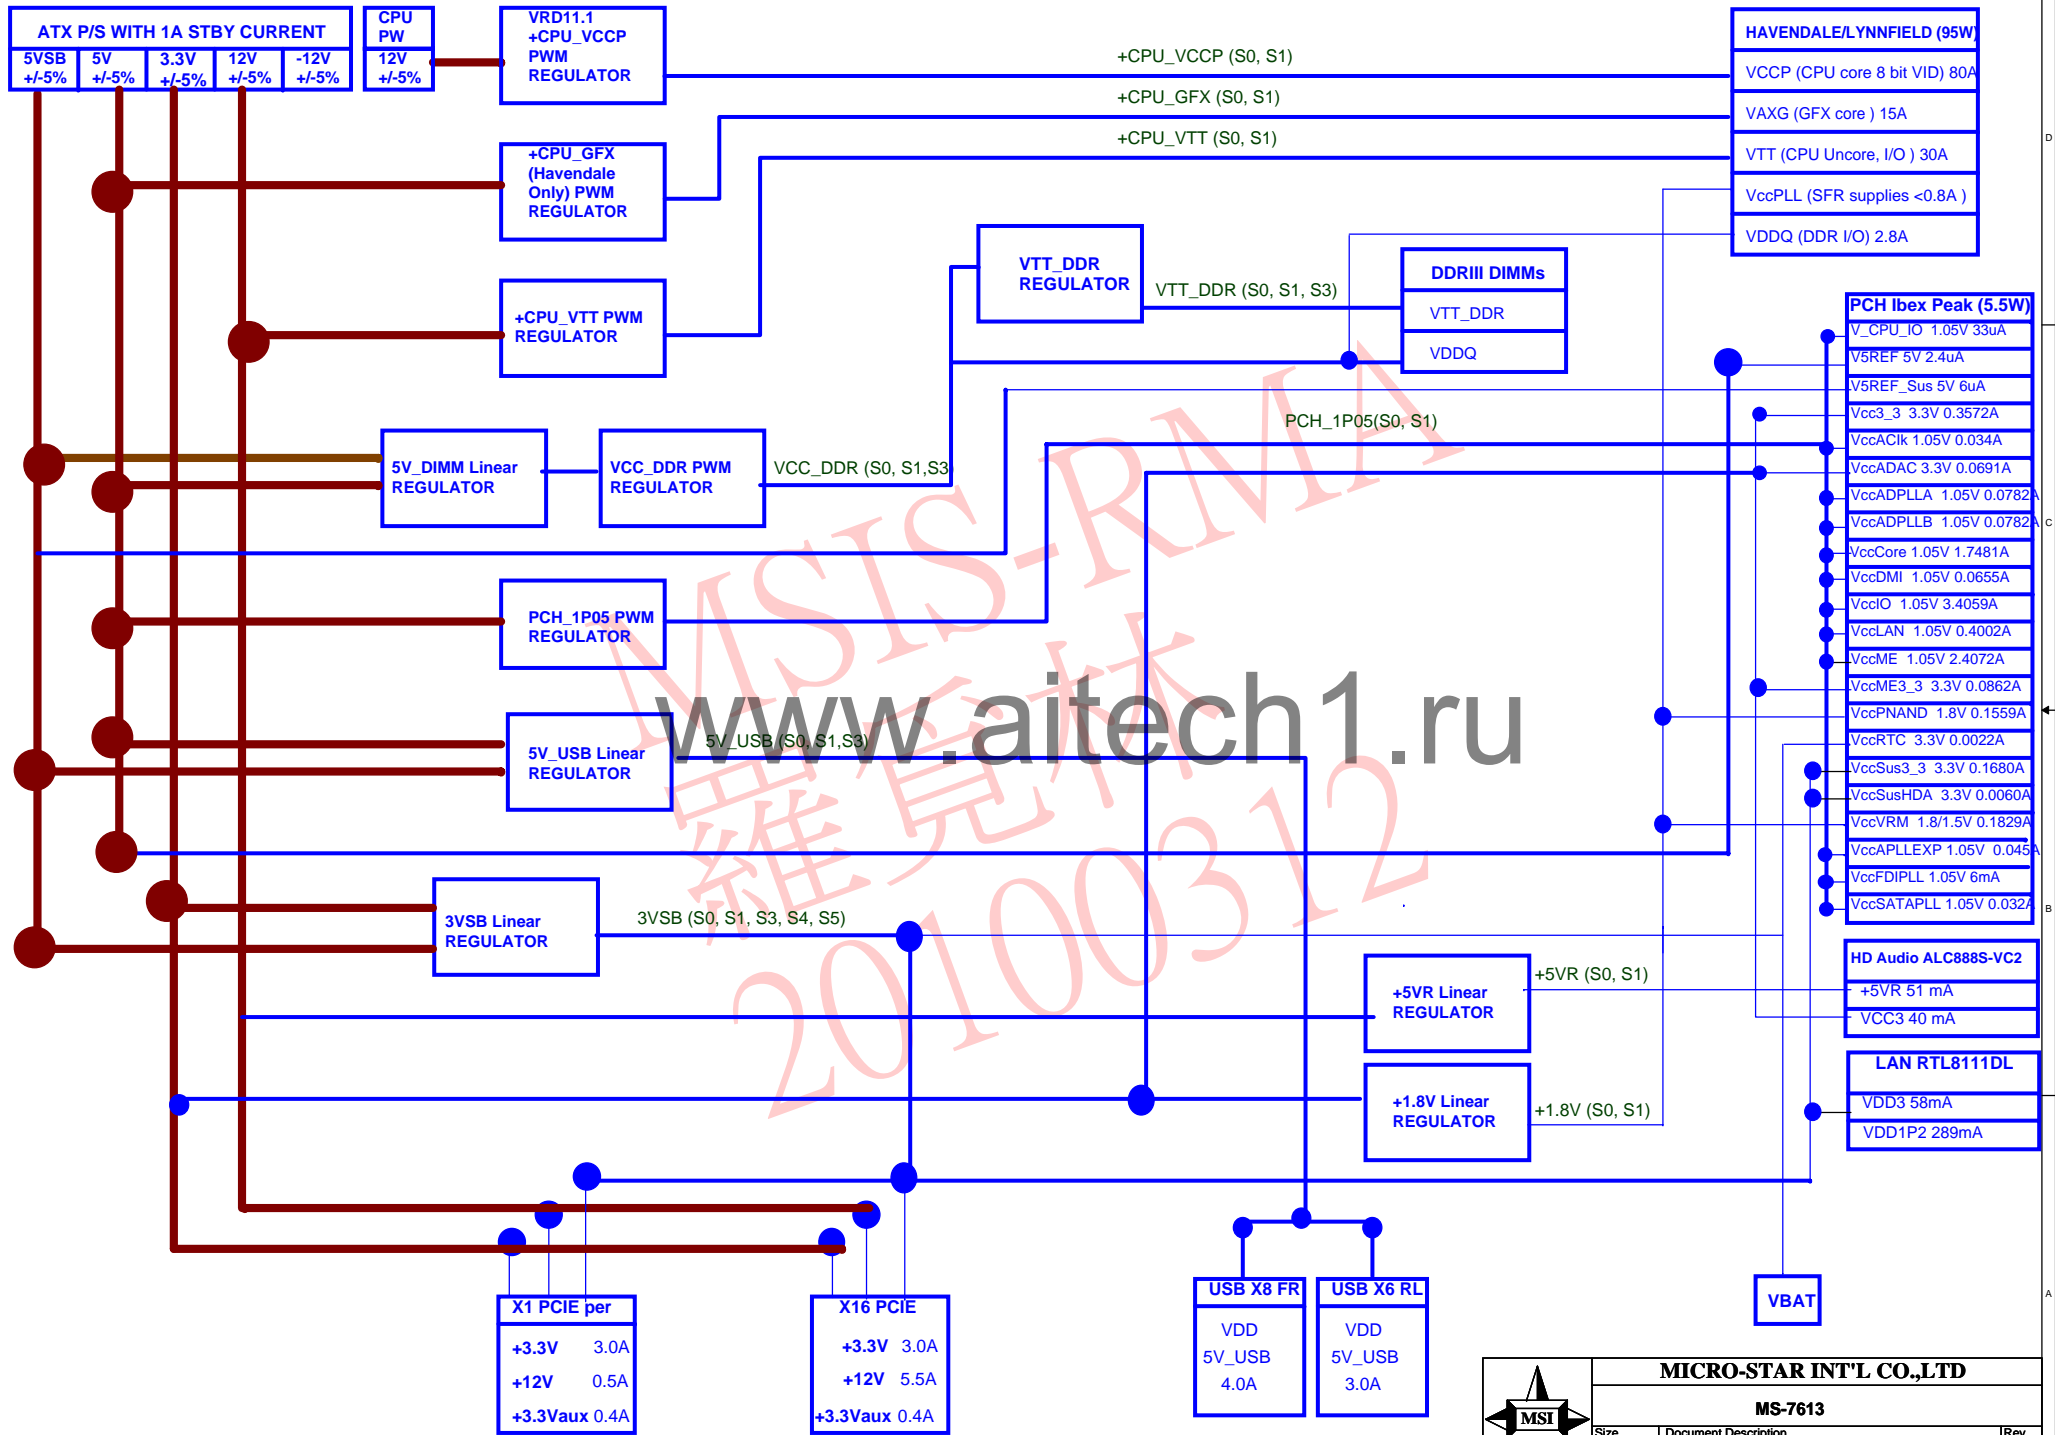 ATX P/S WITH 1A STBY CURRENT
5VSB
+/-5%
5V
+/-5%
3.3V
+/-5%
12V
+/-5%
-12V
+/-5%
CPU
PW
12V
+/-5%
VRD11.1
+CPU_VCCP
PWM
REGULATOR
+CPU_VCCP (S0, S1)
+CPU_GFX (S0, S1)
+CPU_VTT (S0, S1)
HAVENDALE/LYNNFIELD (95W)
VCCP (CPU core 8 bit VID) 80A
VAXG (GFX core ) 15A
VTT (CPU Uncore, I/O ) 30A
VccPLL (SFR supplies <0.8A )
VDDQ (DDR I/O) 2.8A
+CPU_GFX
(Havendale
Only) PWM
REGULATOR
+CPU_VTT PWM
REGULATOR
VTT_DDR
REGULATOR
VTT_DDR (S0, S1, S3)
DDRIII DIMMs
VTT_DDR
VDDQ
PCH Ibex Peak (5.5W)
V_CPU_IO 1.05V 33uA
V5REF 5V 2.4uA
V5REF_Sus 5V 6uA
Vcc3_3 3.3V 0.3572A
VccAClk 1.05V 0.034A
VccADAC 3.3V 0.0691A
VccADPLLA 1.05V 0.0782A
VccADPLLB 1.05V 0.0782A
VccCore 1.05V 1.7481A
VccDMI 1.05V 0.0655A
VccIO 1.05V 3.4059A
VccLAN 1.05V 0.4002A
VccME 1.05V 2.4072A
VccME3_3 3.3V 0.0862A
VccPNAND 1.8V 0.1559A
VccRTC 3.3V 0.0022A
VccSus3_3 3.3V 0.1680A
VccSusHDA 3.3V 0.0060A
VccVRM 1.8/1.5V 0.1829A
VccAPLLEXP 1.05V 0.045A
VccFDIPLL 1.05V 6mA
VccSATAPLL 1.05V 0.032A
5V_DIMM Linear
REGULATOR
VCC_DDR PWM
REGULATOR
VCC_DDR (S0, S1,S3
PCH_1P05(S0, S1)
PCH_1P05 PWM
REGULATOR
5V_USB Linear
REGULATOR
5V_USB (S0, S1,S3)
3VSB Linear
REGULATOR
3VSB (S0, S1, S3, S4, S5)
MSIS-RMA
羅克林
20100312
www.aitech1.ru
+5VR Linear
REGULATOR
+5VR (S0, S1)
+1.8V Linear
REGULATOR
+1.8V (S0, S1)
HD Audio ALC888S-VC2
+5VR 51 mA
VCC3 40 mA
LAN RTL8111DL
VDD3 58mA
VDD1P2 289mA
X1 PCIE per
+3.3V 3.0A
+12V 0.5A
+3.3Vaux 0.4A
X16 PCIE
+3.3V 3.0A
+12V 5.5A
+3.3Vaux 0.4A
USB X8 FR
VDD
5V_USB
4.0A
USB X6 RL
VDD
5V_USB
3.0A
VBAT
D
C
B
A
MSI
MICRO-STAR INT'L CO.,LTD
MS-7613
Size
Document Description
Rev